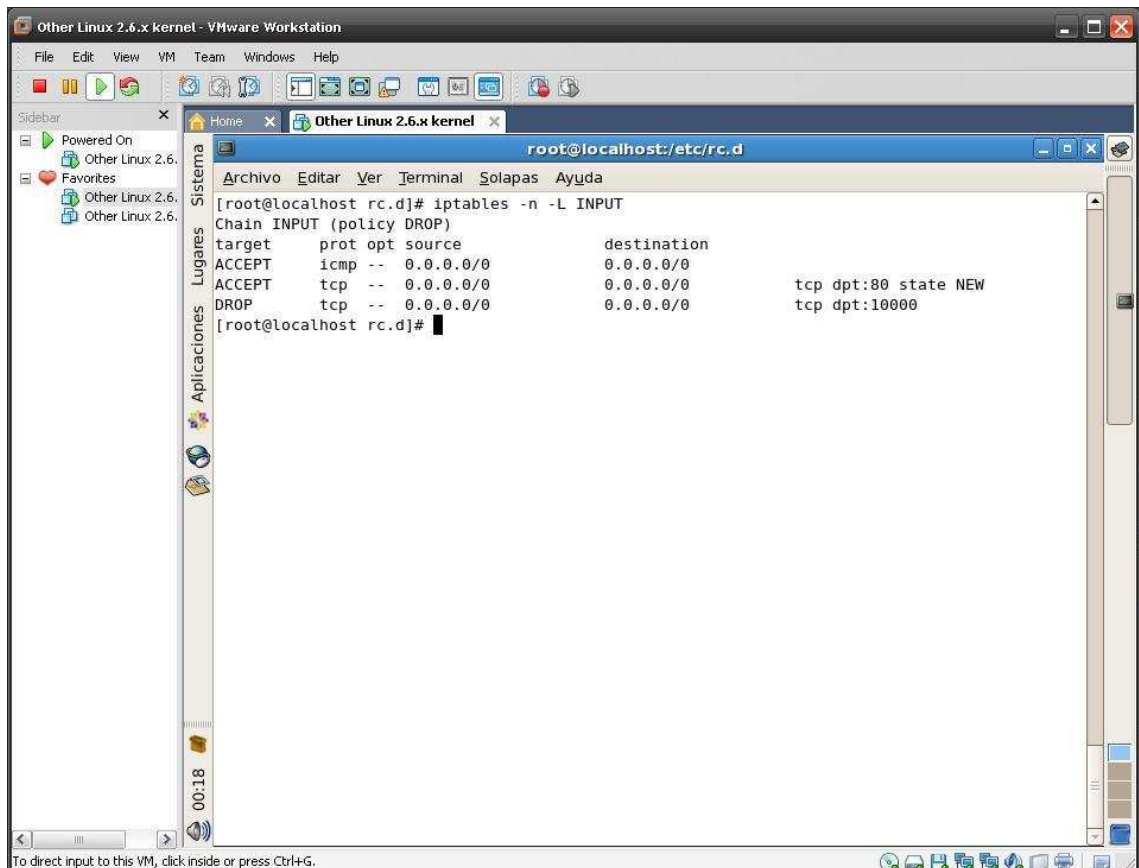 Other Linux 2.6.x kernel - VMware Workstation
File Edit View VM Team Windows Help
Sidebar
Powered On
Other Linux 2.6.
Favorites
Other Linux 2.6.
Other Linux 2.6.
Home
Other Linux 2.6.x kernel
Sistema
Lugares
Aplicaciones
00:18
root@localhost:/etc/rc.d
Archivo Editar Ver Terminal Solapas Ayuda
[root@localhost rc.d]# iptables -n -L INPUT
Chain INPUT (policy DROP)
target prot opt source destination
ACCEPT icmp -- 0.0.0.0/0 0.0.0.0/0
ACCEPT tcp -- 0.0.0.0/0 0.0.0.0/0 tcp dpt:80 state NEW
DROP tcp -- 0.0.0.0/0 0.0.0.0/0 tcp dpt:10000
[root@localhost rc.d]#
To direct input to this VM, click inside or press Ctrl+G.